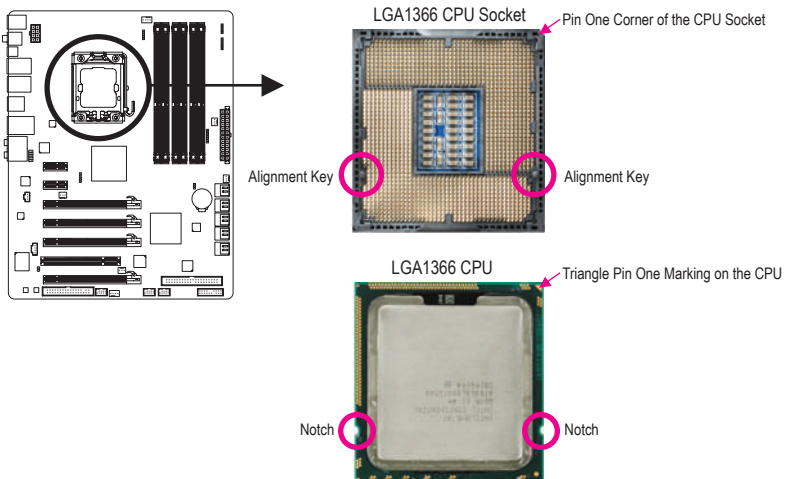 LGA1366 CPU Socket
Pin One Corner of the CPU Socket
Alignment Key
Alignment Key
LGA1366 CPU
Triangle Pin One Marking on the CPU
Notch
Notch